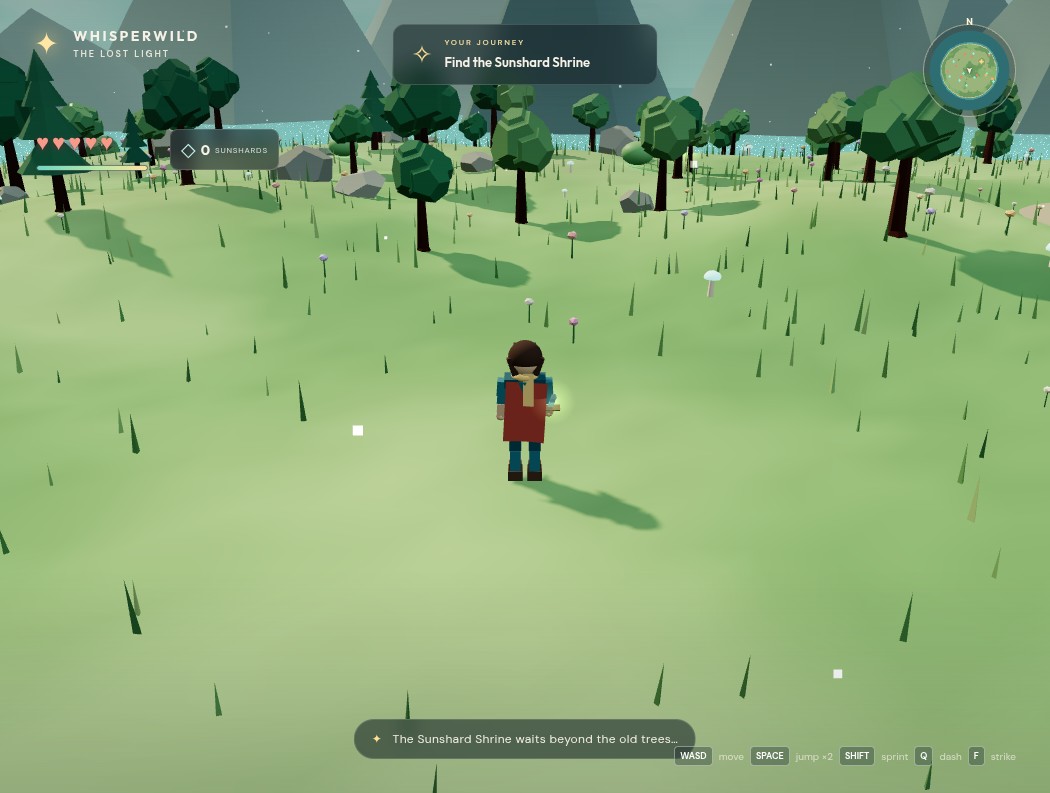 WHISPERWILD
THE LOST LIGHT
YOUR JOURNEY
Find the Sunshard Shrine
N
0 SUNSHARDS
The Sunshard Shrine waits beyond the old trees…
WASD move SPACE jump ×2 SHIFT sprint Q dash F strike